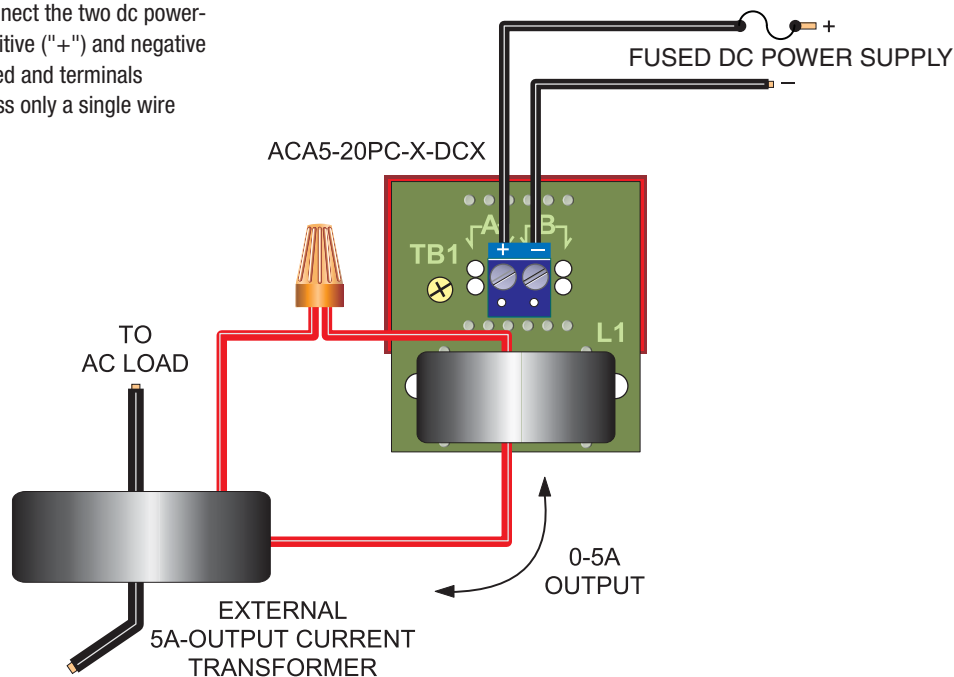 nect the two dc power-
itive ("+") and negative
ed and terminals
ss only a single wire
+
FUSED DC POWER SUPPLY
−
ACA5-20PC-X-DCX
A B
TB1
+ −
L1
TO
AC LOAD
0-5A
OUTPUT
EXTERNAL
5A-OUTPUT CURRENT
TRANSFORMER